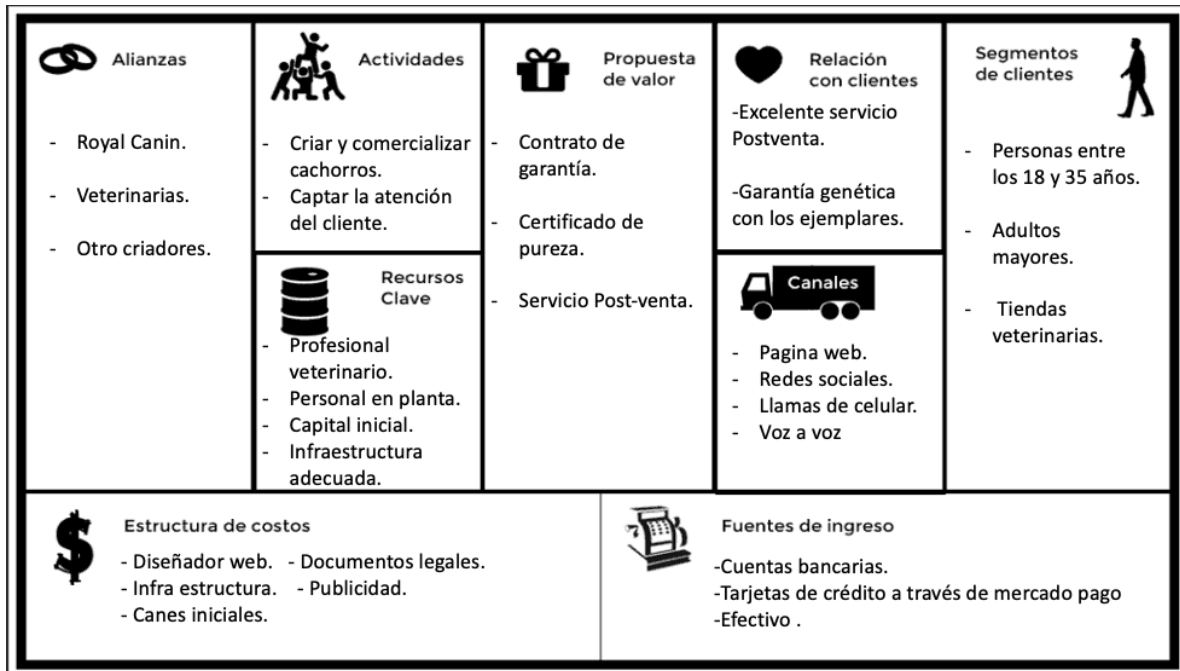 Alianzas
- Royal Canin.
- Veterinarias.
- Otro criadores.
Actividades
- Criar y comercializar
cachorros.
- Captar la atención
del cliente.
Recursos
Clave
- Profesional
veterinario.
- Personal en planta.
- Capital inicial.
- Infraestructura
adecuada.
Propuesta
de valor
- Contrato de
garantía.
- Certificado de
pureza.
- Servicio Post-venta.
Relación
con clientes
-Excelente servicio
Postventa.
-Garantía genética
con los ejemplares.
Canales
- Pagina web.
- Redes sociales.
- Llamas de celular.
- Voz a voz
Segmentos
de clientes
- Personas entre
los 18 y 35 años.
- Adultos
mayores.
- Tiendas
veterinarias.
Estructura de costos
- Diseñador web. - Documentos legales.
- Infra estructura. - Publicidad.
- Canes iniciales.
Fuentes de ingreso
-Cuentas bancarias.
-Tarjetas de crédito a través de mercado pago
-Efectivo .